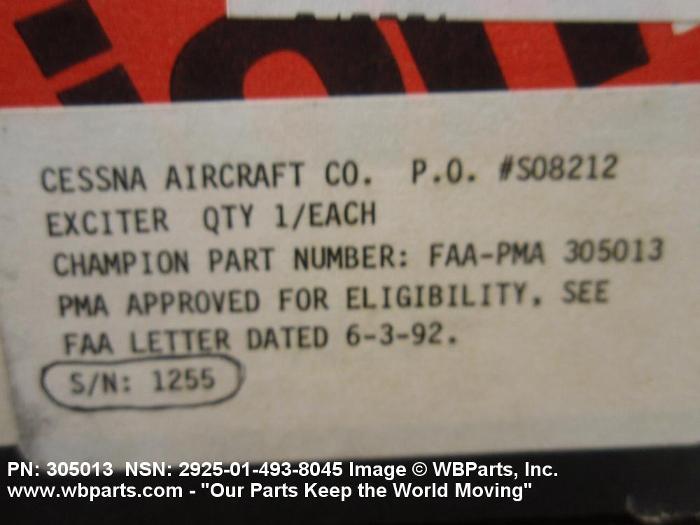 CESSNA AIRCRAFT CO. P.O. #S08212
EXCITER QTY 1/EACH
CHAMPION PART NUMBER: FAA-PMA 305013
PMA APPROVED FOR ELIGIBILITY. SEE
FAA LETTER DATED 6-3-92.
S/N: 1255
PN: 305013 NSN: 2925-01-493-8045 Image © WBParts, Inc.
www.wbparts.com - "Our Parts Keep the World Moving"